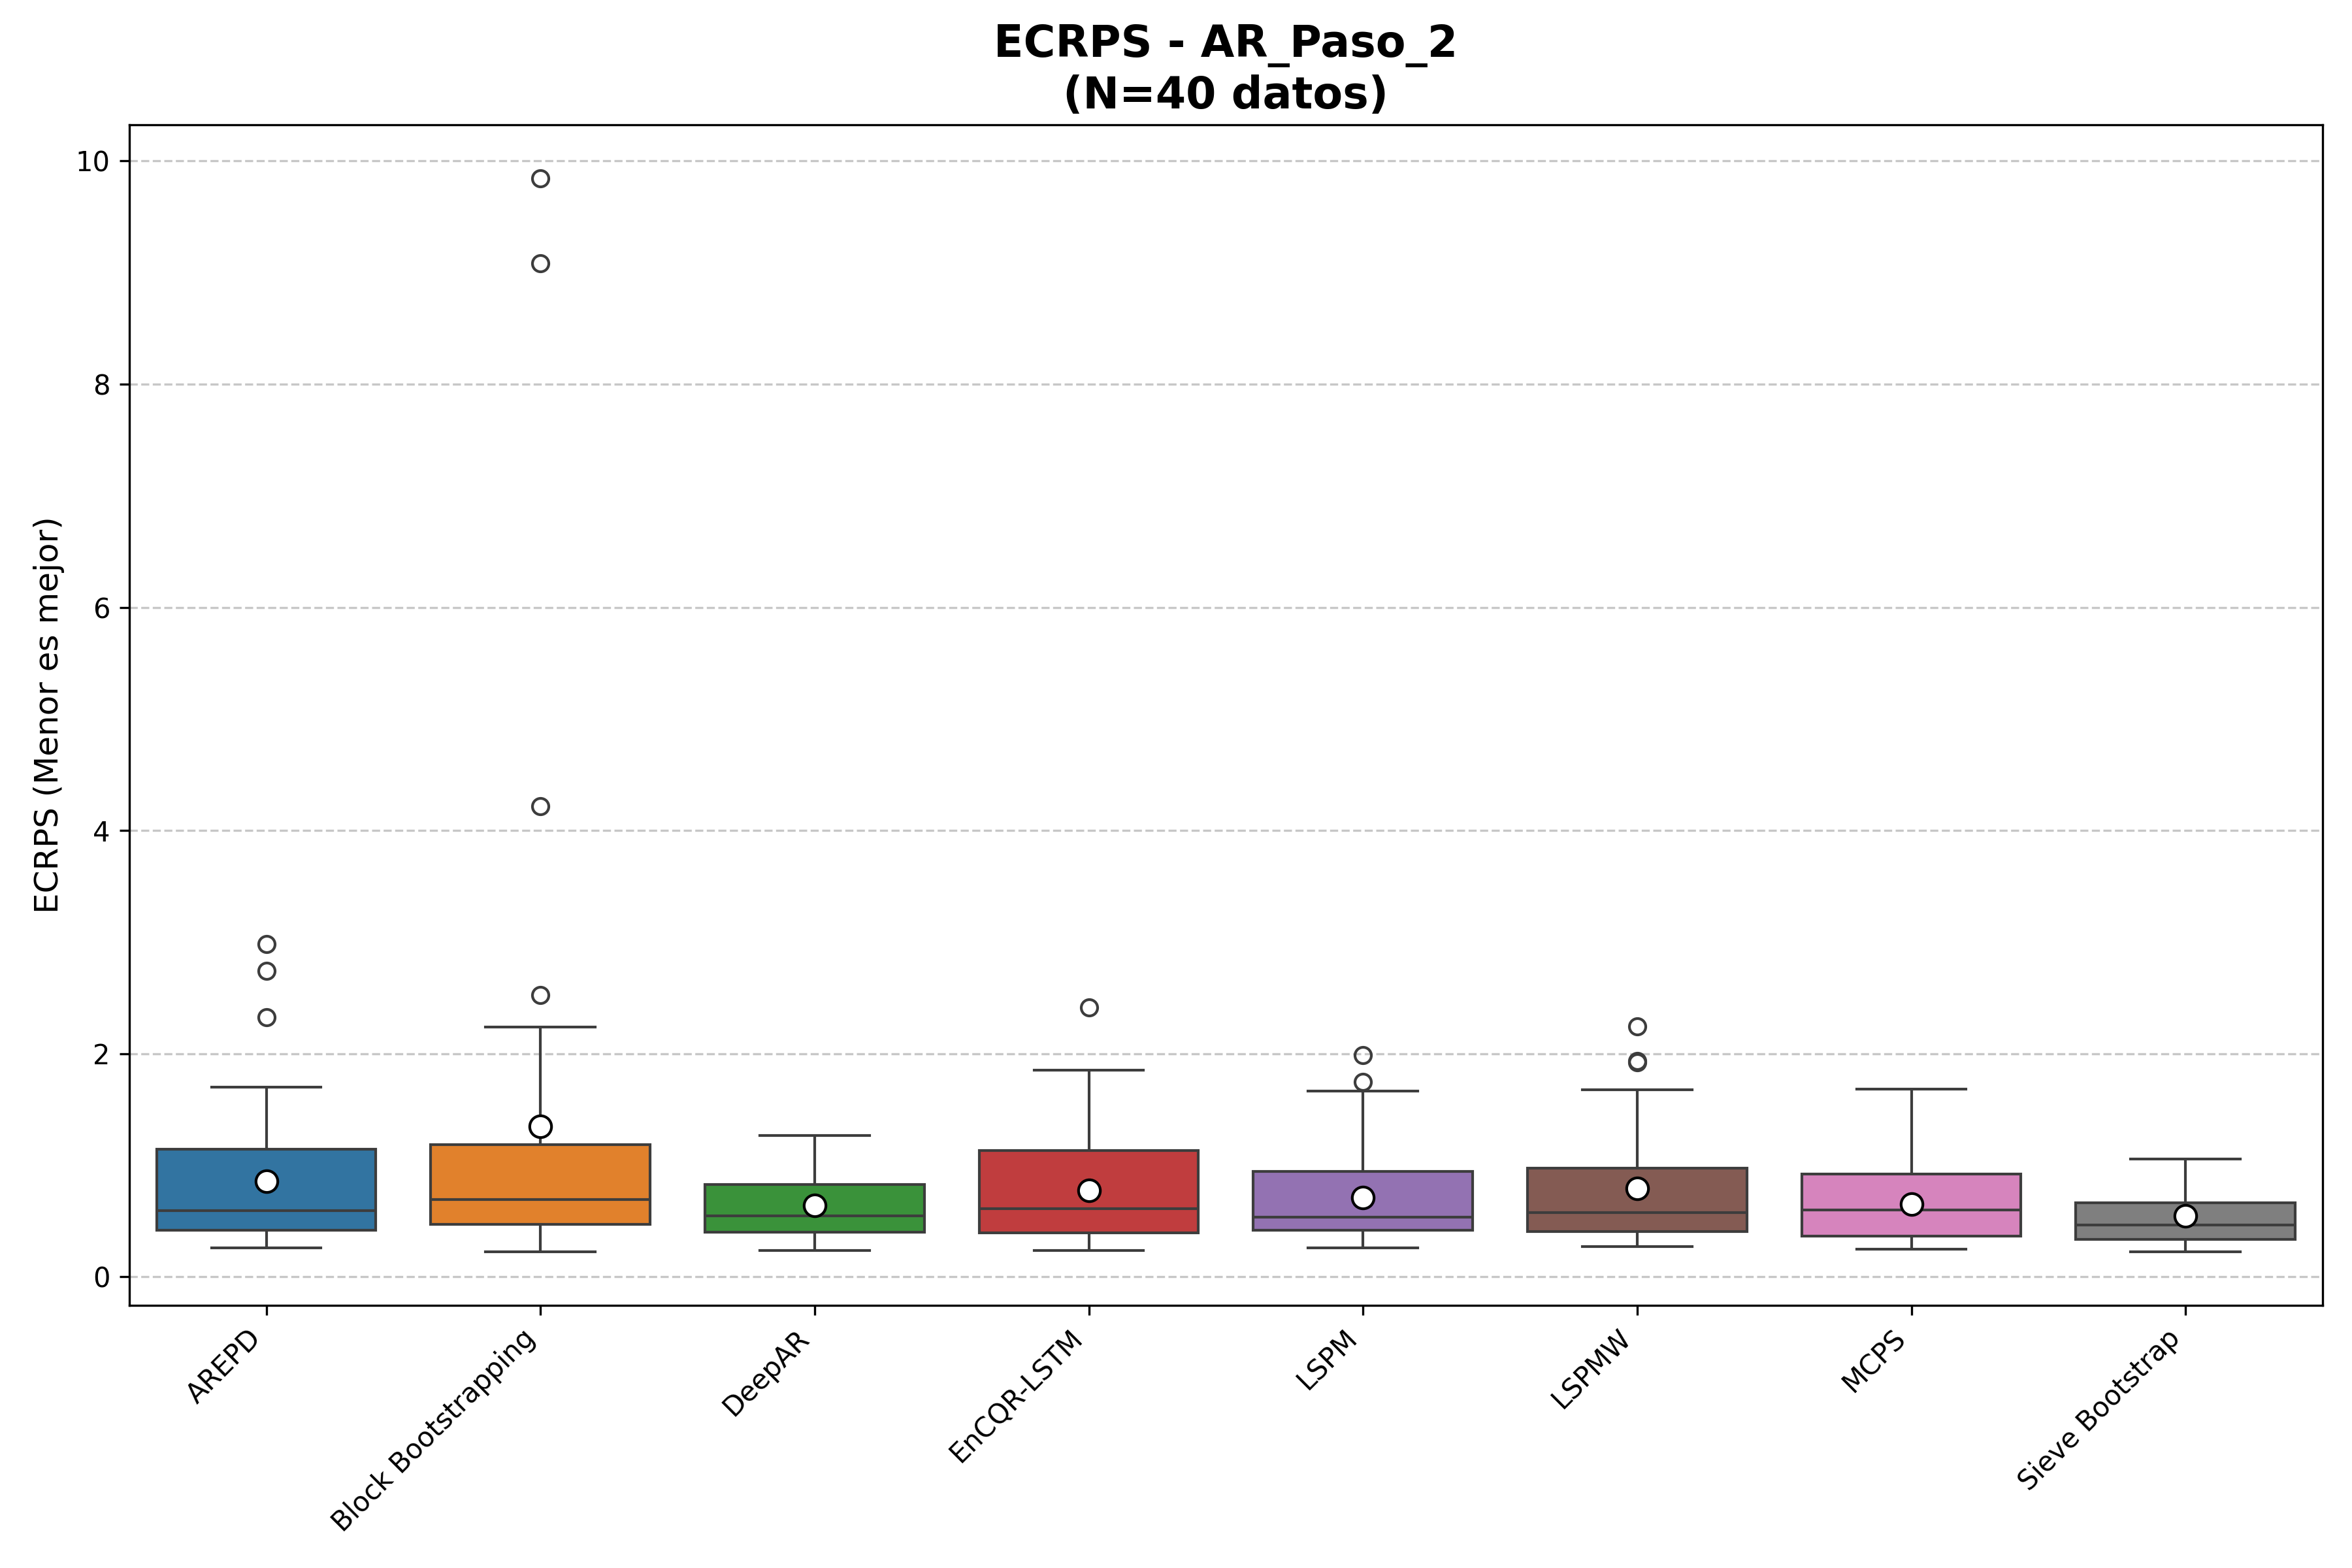 ECRPS - AR_Paso_2
(N=40 datos)
ECRPS (Menor es mejor)
10
8
6
4
2
0
AREPD
Block Bootstrapping
DeepAR
EnCQR-LSTM
LSPM
LSPMW
MCPS
Sieve Bootstrap